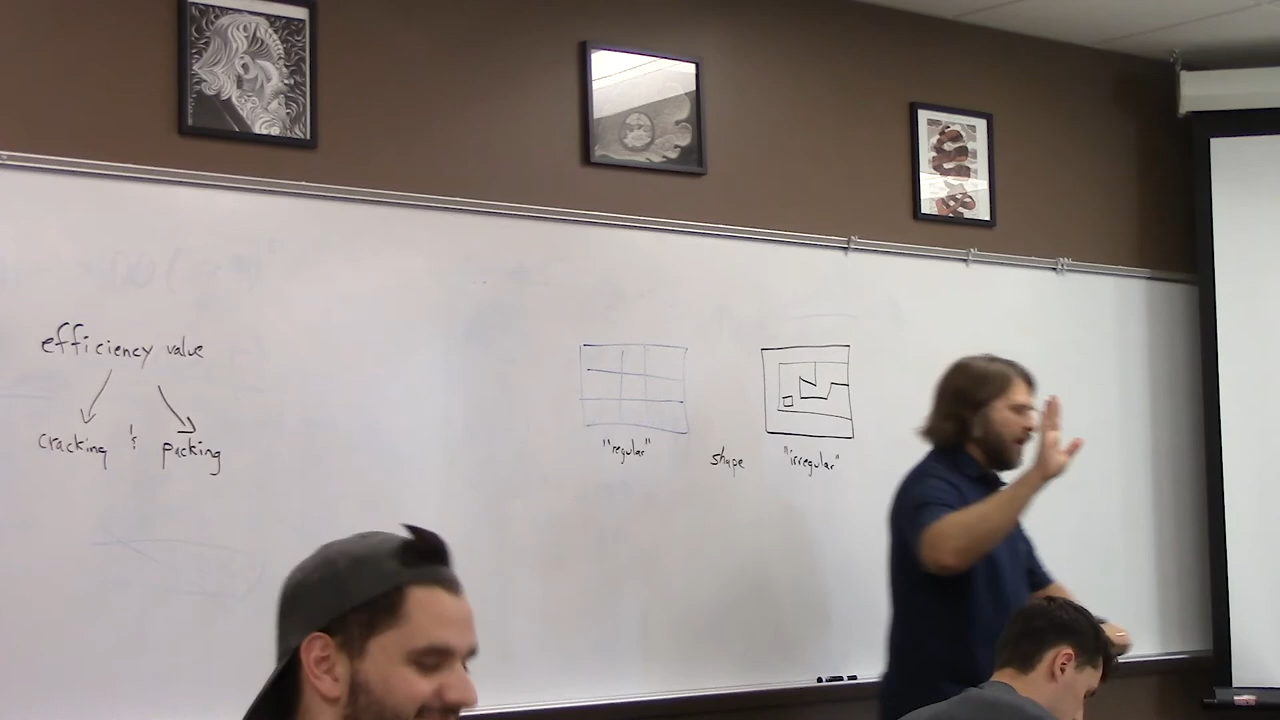 efficiency value
cracking & packing
"regular"
shape
"irregular"